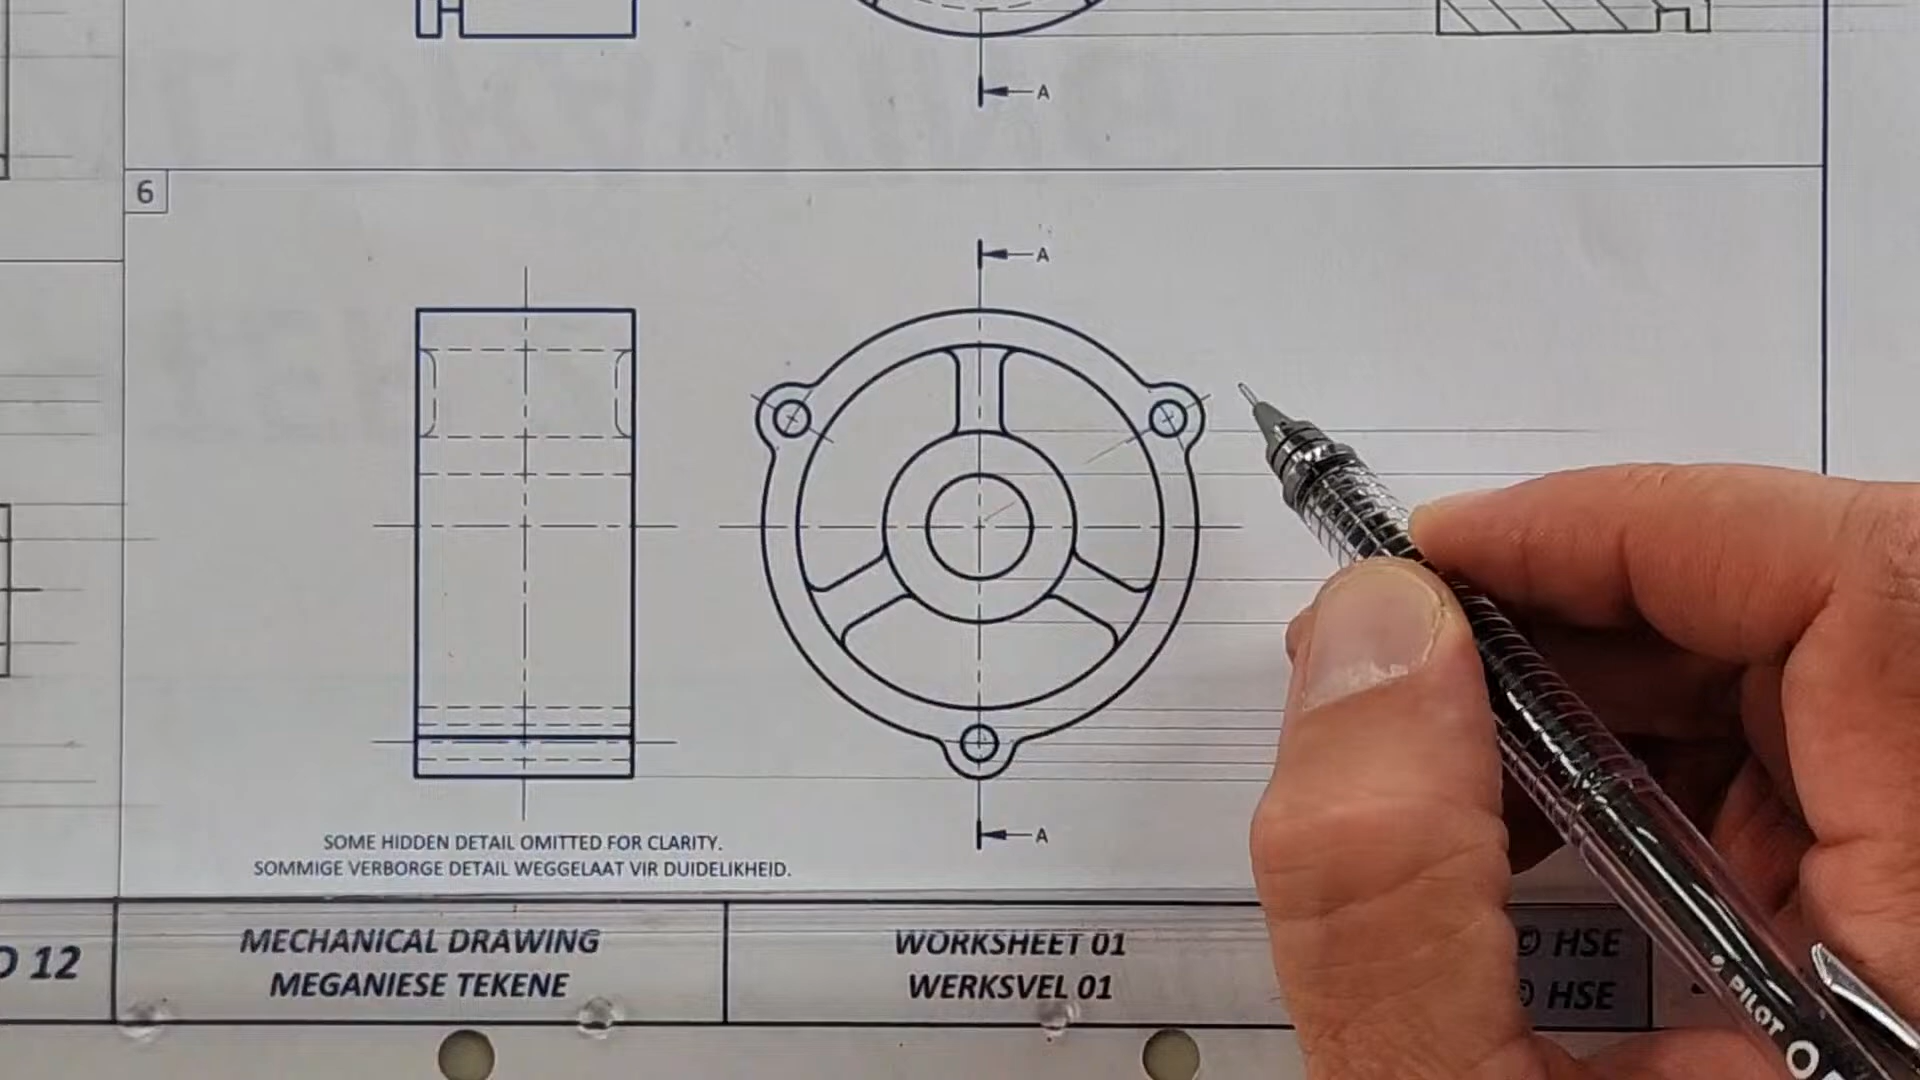 A
6
A
A
SOME HIDDEN DETAIL OMITTED FOR CLARITY.
SOMMIGE VERBORGE DETAIL WEGGELAAT VIR DUIDELIKHEID.
12
MECHANICAL DRAWING
MEGANIESE TEKENE
WORKSHEET 01
WERKSVEL 01
© HSE
© HSE
PILOT